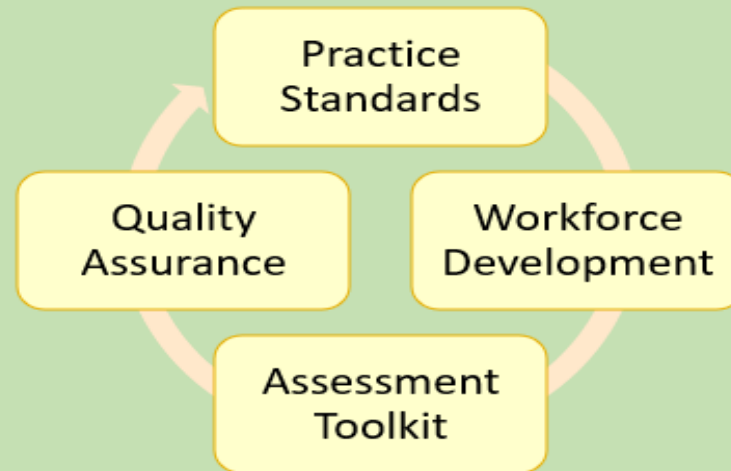 Practice
Standards
Workforce
Development
Assessment
Toolkit
Quality
Assurance